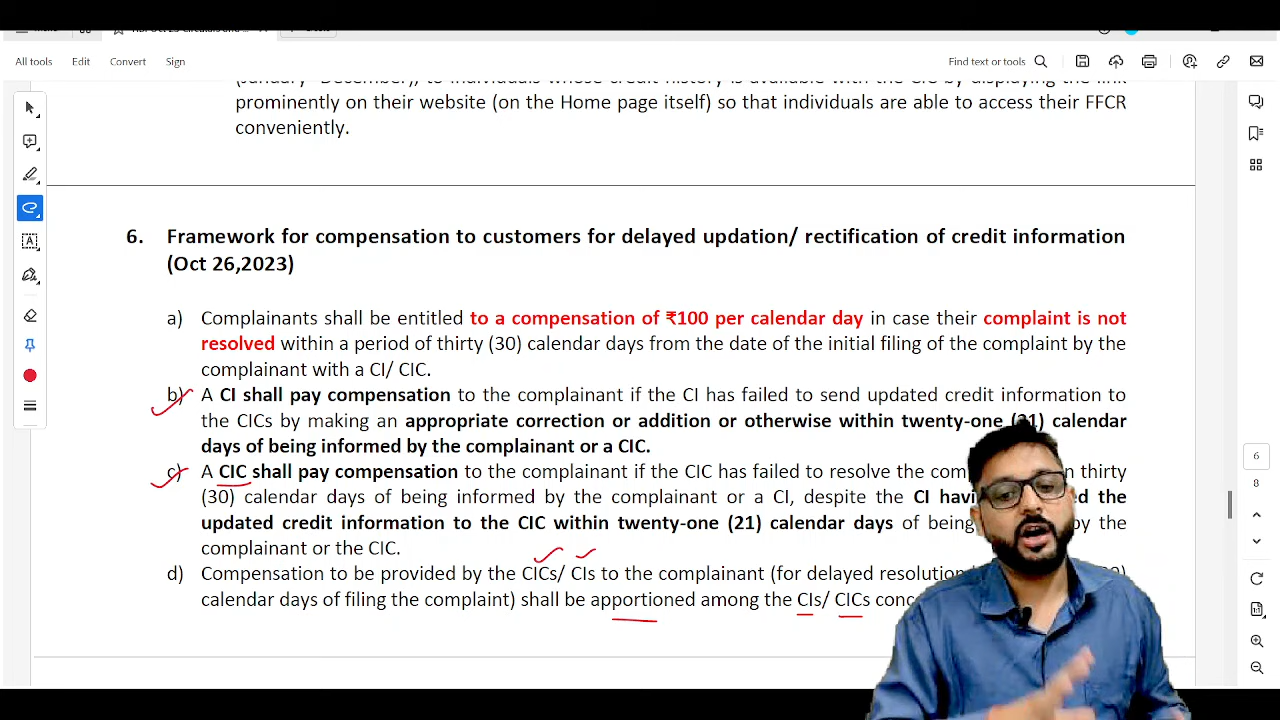 All tools Edit Convert Sign Find text or tools
prominently on their website (on the Home page itself) so that individuals are able to access their FFCR
conveniently.
6. Framework for compensation to customers for delayed updation/ rectification of credit information
(Oct 26,2023)
a) Complainants shall be entitled to a compensation of ₹100 per calendar day in case their complaint is not
resolved within a period of thirty (30) calendar days from the date of the initial filing of the complaint by the
complainant with a CI/ CIC.
b) A CI shall pay compensation to the complainant if the CI has failed to send updated credit information to
the CICs by making an appropriate correction or addition or otherwise within twenty-one (21) calendar
days of being informed by the complainant or a CIC.
c) A CIC shall pay compensation to the complainant if the CIC has failed to resolve the thirty
(30) calendar days of being informed by the complainant or a CI, despite the CI the
updated credit information to the CIC within twenty-one (21) calendar days of being by the
complainant or the CIC.
d) Compensation to be provided by the CICs/ CIs to the complainant (for delayed resolution
calendar days of filing the complaint) shall be apportioned among the CIs/ CICs
6
8